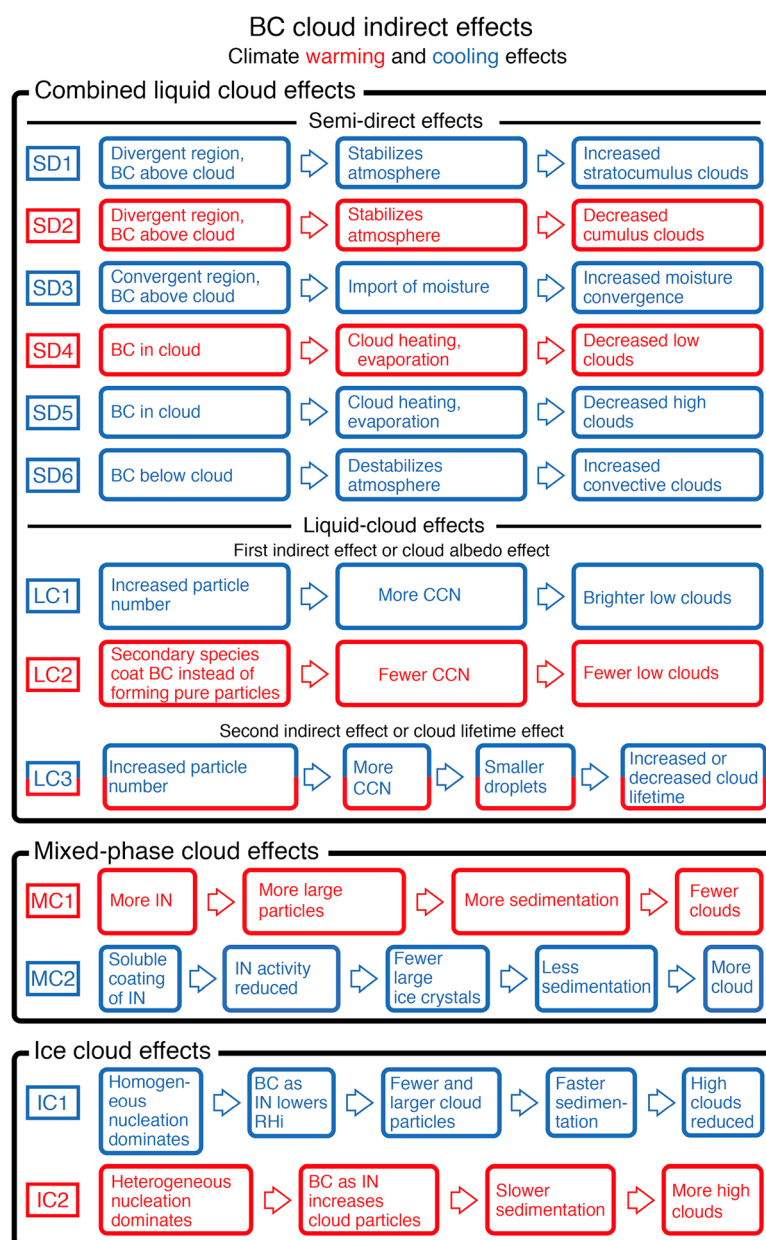 BC cloud indirect effects
Climate warming and cooling effects
Combined liquid cloud effects
Semi-direct effects
SD1
Divergent region,
BC above cloud
Stabilizes
atmosphere
Increased
stratocumulus clouds
SD2
Divergent region,
BC above cloud
Stabilizes
atmosphere
Decreased
cumulus clouds
SD3
Convergent region,
BC above cloud
Import of moisture
Increased moisture
convergence
SD4
BC in cloud
Cloud heating,
evaporation
Decreased low
clouds
SD5
BC in cloud
Cloud heating,
evaporation
Decreased high
clouds
SD6
BC below cloud
Destabilizes
atmosphere
Increased
convective clouds
Liquid-cloud effects
First indirect effect or cloud albedo effect
LC1
Increased particle
number
More CCN
Brighter low clouds
LC2
Secondary species
coat BC instead of
forming pure particles
Fewer CCN
Fewer low clouds
Second indirect effect or cloud lifetime effect
LC3
Increased particle
number
More
CCN
Smaller
droplets
Increased or
decreased cloud
lifetime
Mixed-phase cloud effects
MC1
More IN
More large
particles
More sedimentation
Fewer
clouds
MC2
Soluble
coating
of IN
IN activity
reduced
Fewer
large
ice crystals
Less
sedimentation
More
cloud
Ice cloud effects
IC1
Homogen-
eous
nucleation
dominates
BC as
IN lowers
RHi
Fewer and
larger cloud
particles
Faster
sedimen-
tation
High
clouds
reduced
IC2
Heterogeneous
nucleation
dominates
BC as IN
increases
cloud particles
Slower
sedimentation
More high
clouds